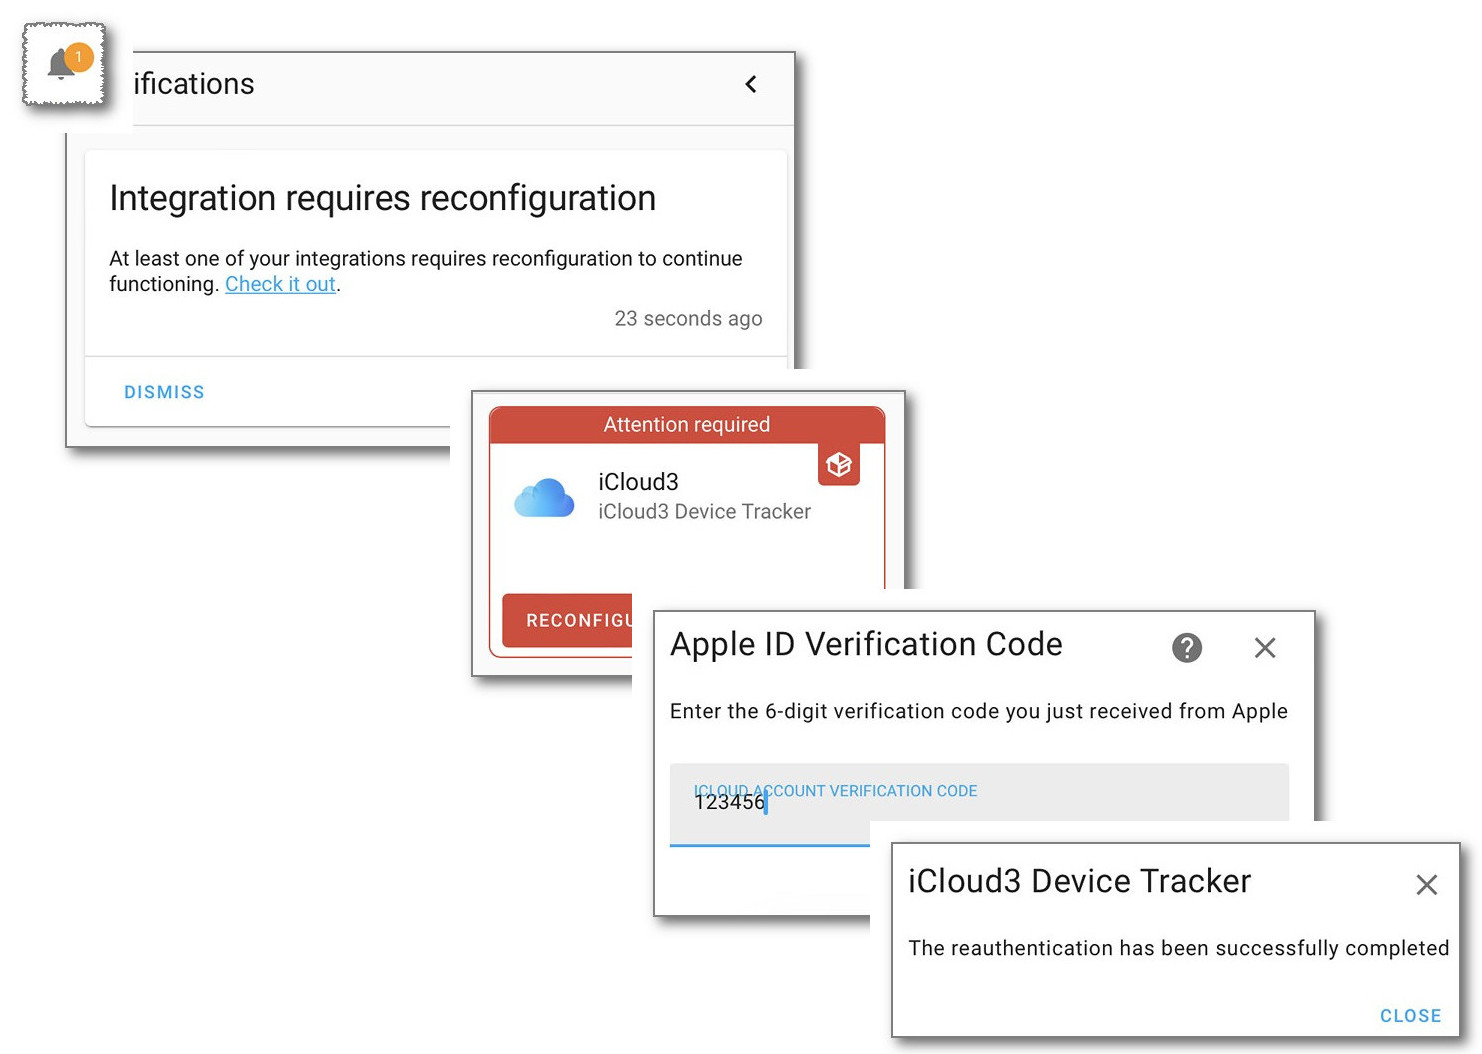 1
ifications
Integration requires reconfiguration
At least one of your integrations requires reconfiguration to continue
functioning. Check it out.
23 seconds ago
DISMISS
Attention required
iCloud3
iCloud3 Device Tracker
RECONFIGU
Apple ID Verification Code
?
Enter the 6-digit verification code you just received from Apple
ICLOUD ACCOUNT VERIFICATION CODE
123456
iCloud3 Device Tracker
The reauthentication has been successfully completed
CLOSE